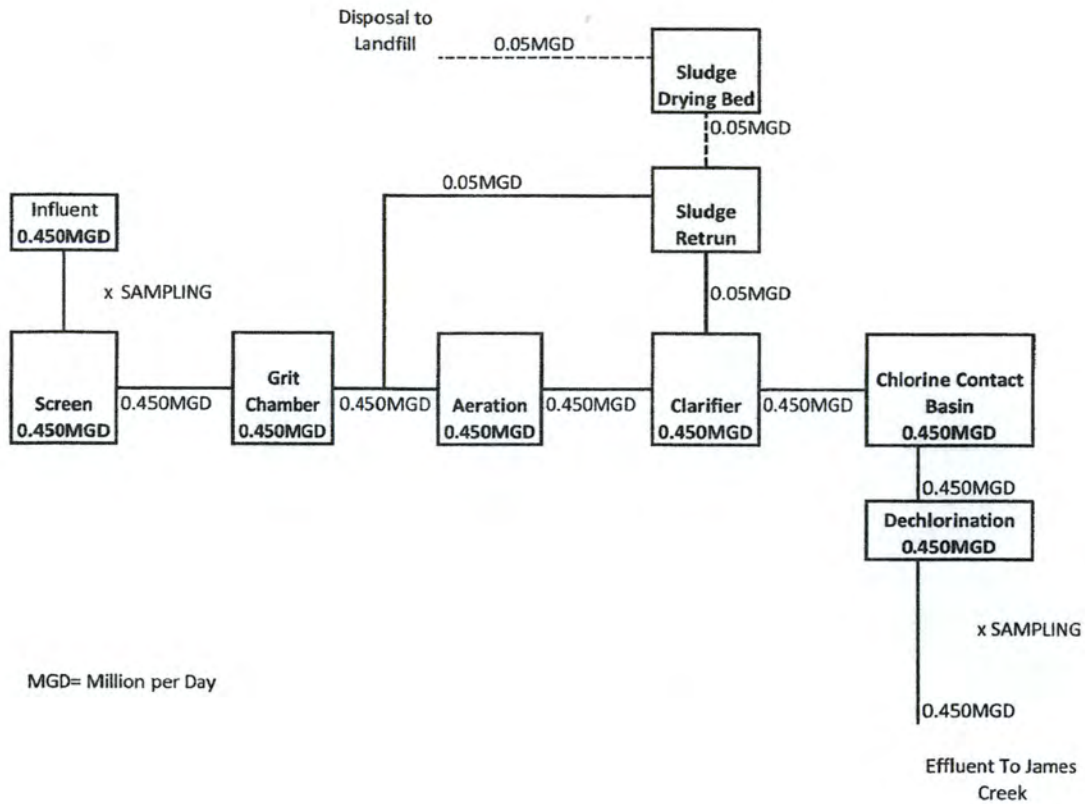 Disposal to
Landfill
0.05MGD
Sludge
Drying Bed
0.05MGD
0.05MGD
Sludge
Retrun
0.05MGD
Influent
0.450MGD
x SAMPLING
Screen
0.450MGD
0.450MGD
Grit
Chamber
0.450MGD
0.450MGD
Aeration
0.450MGD
0.450MGD
Clarifier
0.450MGD
0.450MGD
Chlorine Contact
Basin
0.450MGD
0.450MGD
Dechlorination
0.450MGD
x SAMPLING
0.450MGD
Effluent To James
Creek
MGD= Million per Day